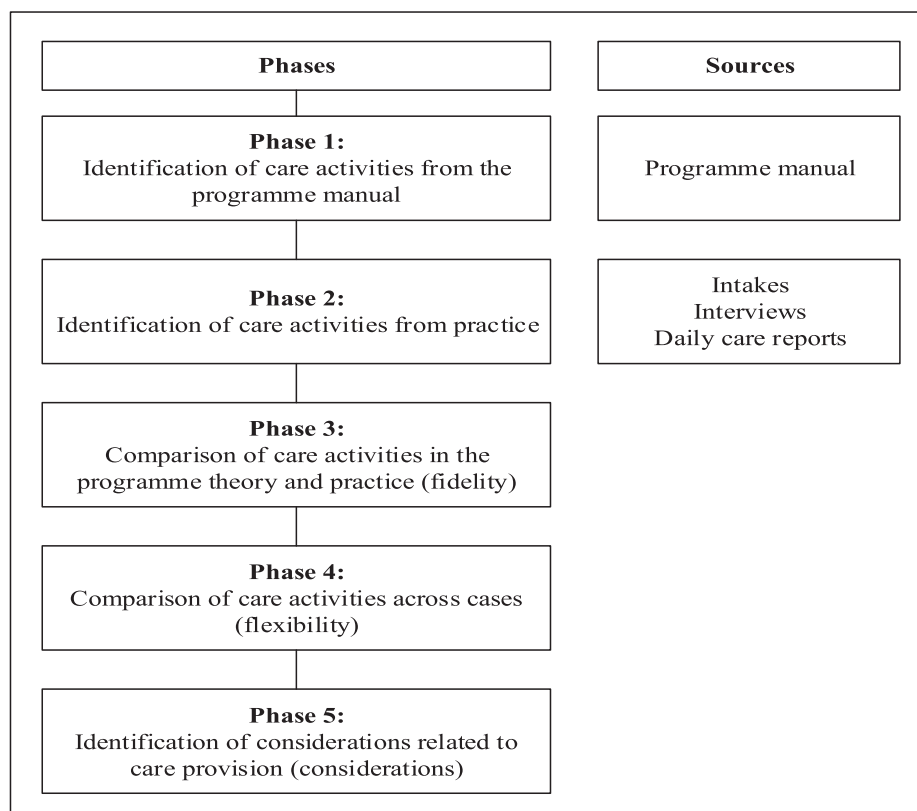 Phases
Sources
Phase 1:
Identification of care activities from the
programme manual
Programme manual
Phase 2:
Identification of care activities from practice
Intakes
Interviews
Daily care reports
Phase 3:
Comparison of care activities in the
programme theory and practice (fidelity)
Phase 4:
Comparison of care activities across cases
(flexibility)
Phase 5:
Identification of considerations related to
care provision (considerations)